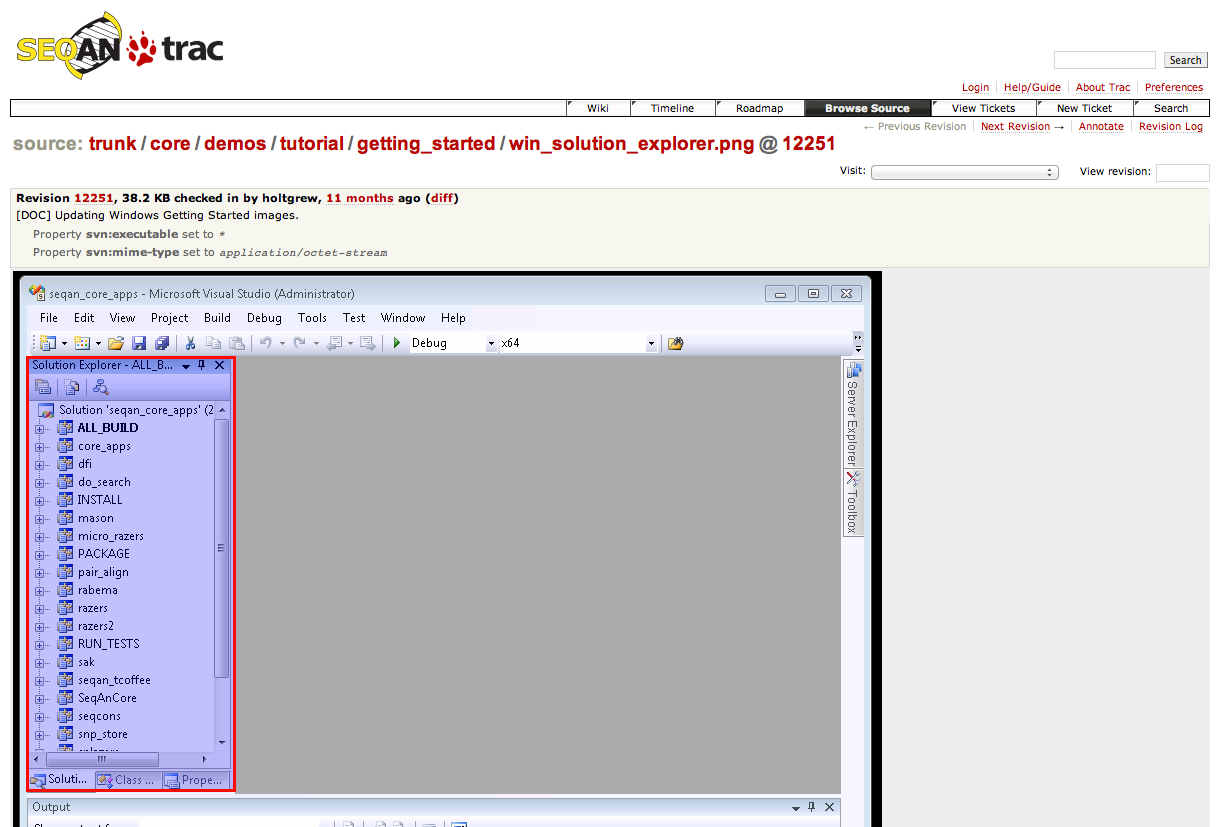 SEQAN trac
Search
Login Help/Guide About Trac Preferences
Wiki Timeline Roadmap Browse Source View Tickets New Ticket Search
← Previous Revision Next Revision → Annotate Revision Log
source: trunk / core / demos / tutorial / getting_started / win_solution_explorer.png @ 12251
Visit: View revision:
Revision 12251, 38.2 KB checked in by holtgrew, 11 months ago (diff)
[DOC] Updating Windows Getting Started images.
Property svn:executable set to *
Property svn:mime-type set to application/octet-stream
seqan_core_apps - Microsoft Visual Studio (Administrator)
File Edit View Project Build Debug Tools Test Window Help
Debug x64
Solution Explorer - ALL_B...
Solution 'seqan_core_apps' (2
ALL_BUILD
core_apps
dfi
do_search
INSTALL
mason
micro_razers
PACKAGE
pair_align
rabema
razers
razers2
RUN_TESTS
sak
seqan_tcoffee
SeqAnCore
seqcons
snp_store
Soluti... Class ... Prope...
Server Explorer
Toolbox
Output